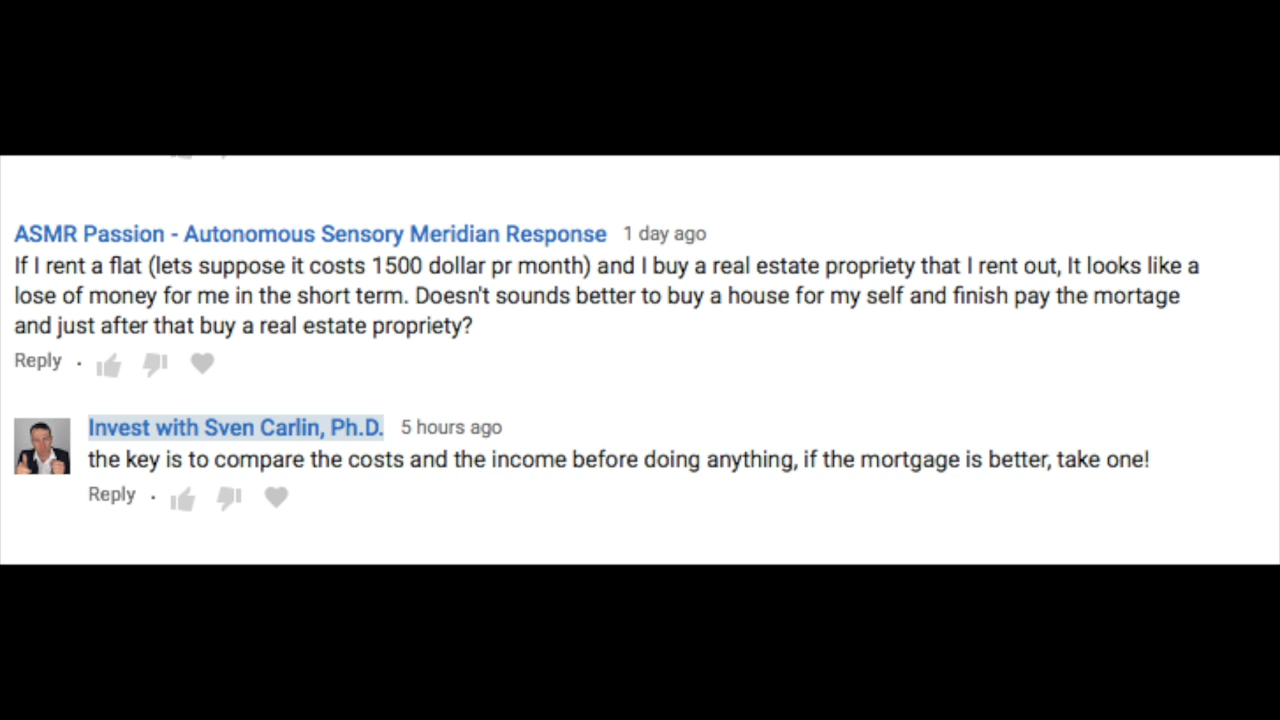 ASMR Passion - Autonomous Sensory Meridian Response 1 day ago
If I rent a flat (lets suppose it costs 1500 dollar pr month) and I buy a real estate propriety that I rent out, It looks like a
lose of money for me in the short term. Doesn't sounds better to buy a house for my self and finish pay the mortage
and just after that buy a real estate propriety?
Reply ·
Invest with Sven Carlin, Ph.D. 5 hours ago
the key is to compare the costs and the income before doing anything, if the mortgage is better, take one!
Reply ·